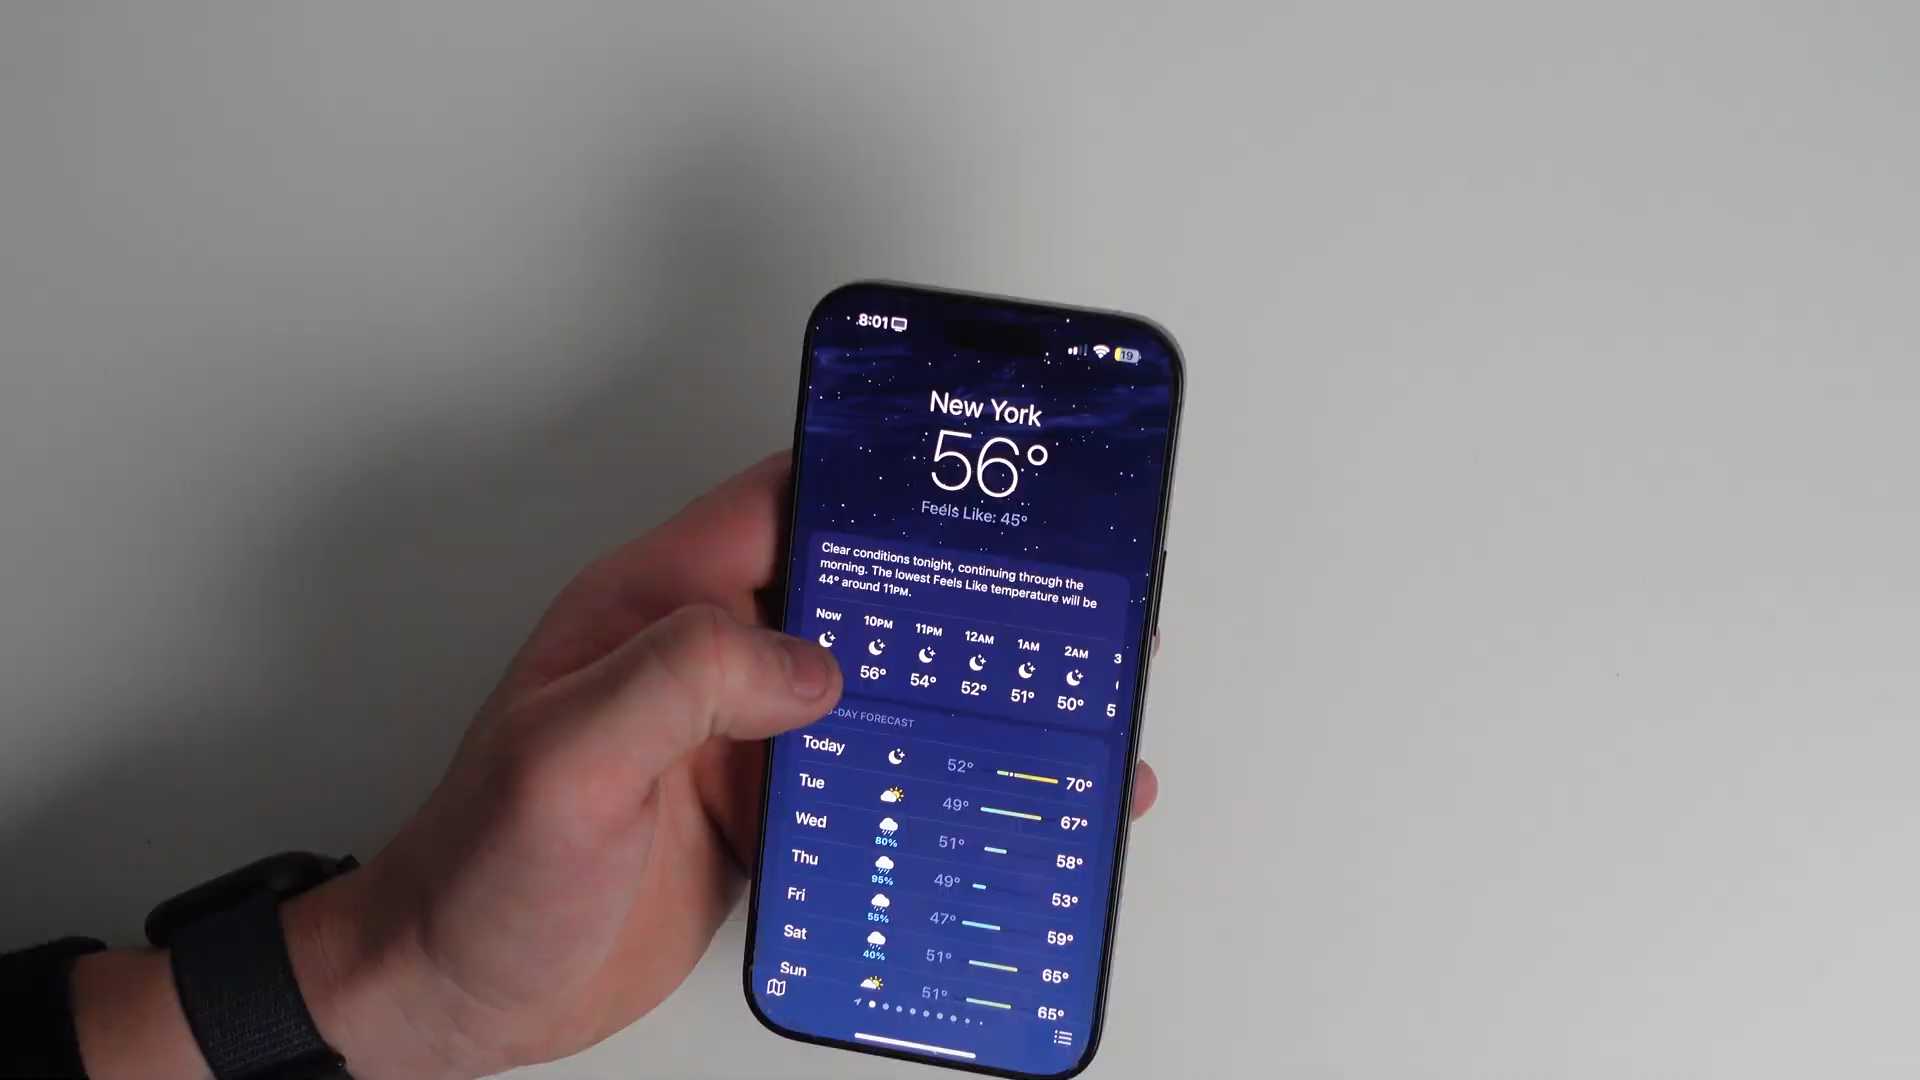 8:01
19
New York
56°
Feels Like: 45°
Clear conditions tonight, continuing through the
morning. The lowest Feels Like temperature will be
44° around 11PM.
Now 10PM 11PM 12AM 1AM 2AM
56° 54° 52° 51° 50°
-DAY FORECAST
Today 52° 70°
Tue 49° 67°
Wed 80% 51° 58°
Thu 95% 49° 53°
Fri 55% 47° 59°
Sat 40% 51° 65°
Sun 51° 65°